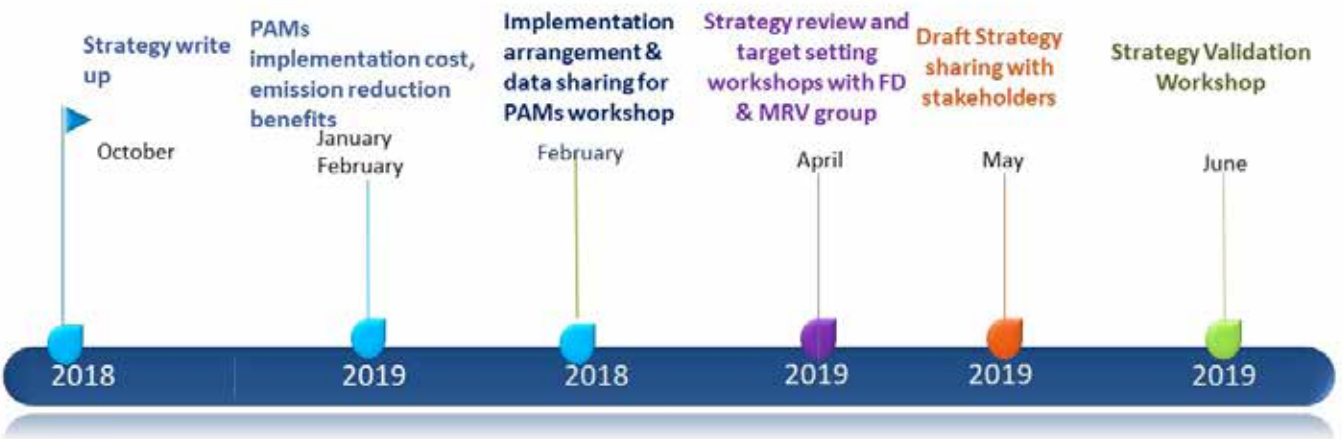 Strategy write
up
October
2018
PAMs
implementation cost,
emission reduction
benefits
January
February
2019
Implementation
arrangement &
data sharing for
PAMs workshop
February
2018
Strategy review and
target setting
workshops with FD
& MRV group
April
2019
Draft Strategy
sharing with
stakeholders
May
2019
Strategy Validation
Workshop
June
2019